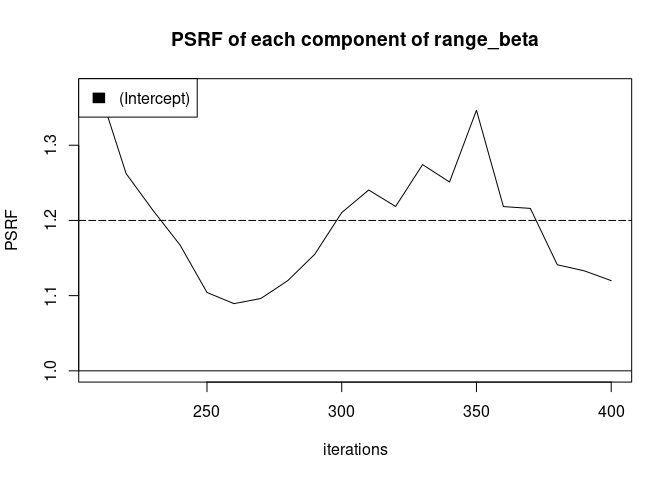 PSRF of each component of range_beta
(Intercept)
PSRF
1.3
1.2
1.1
1.0
250
300
350
400
iterations